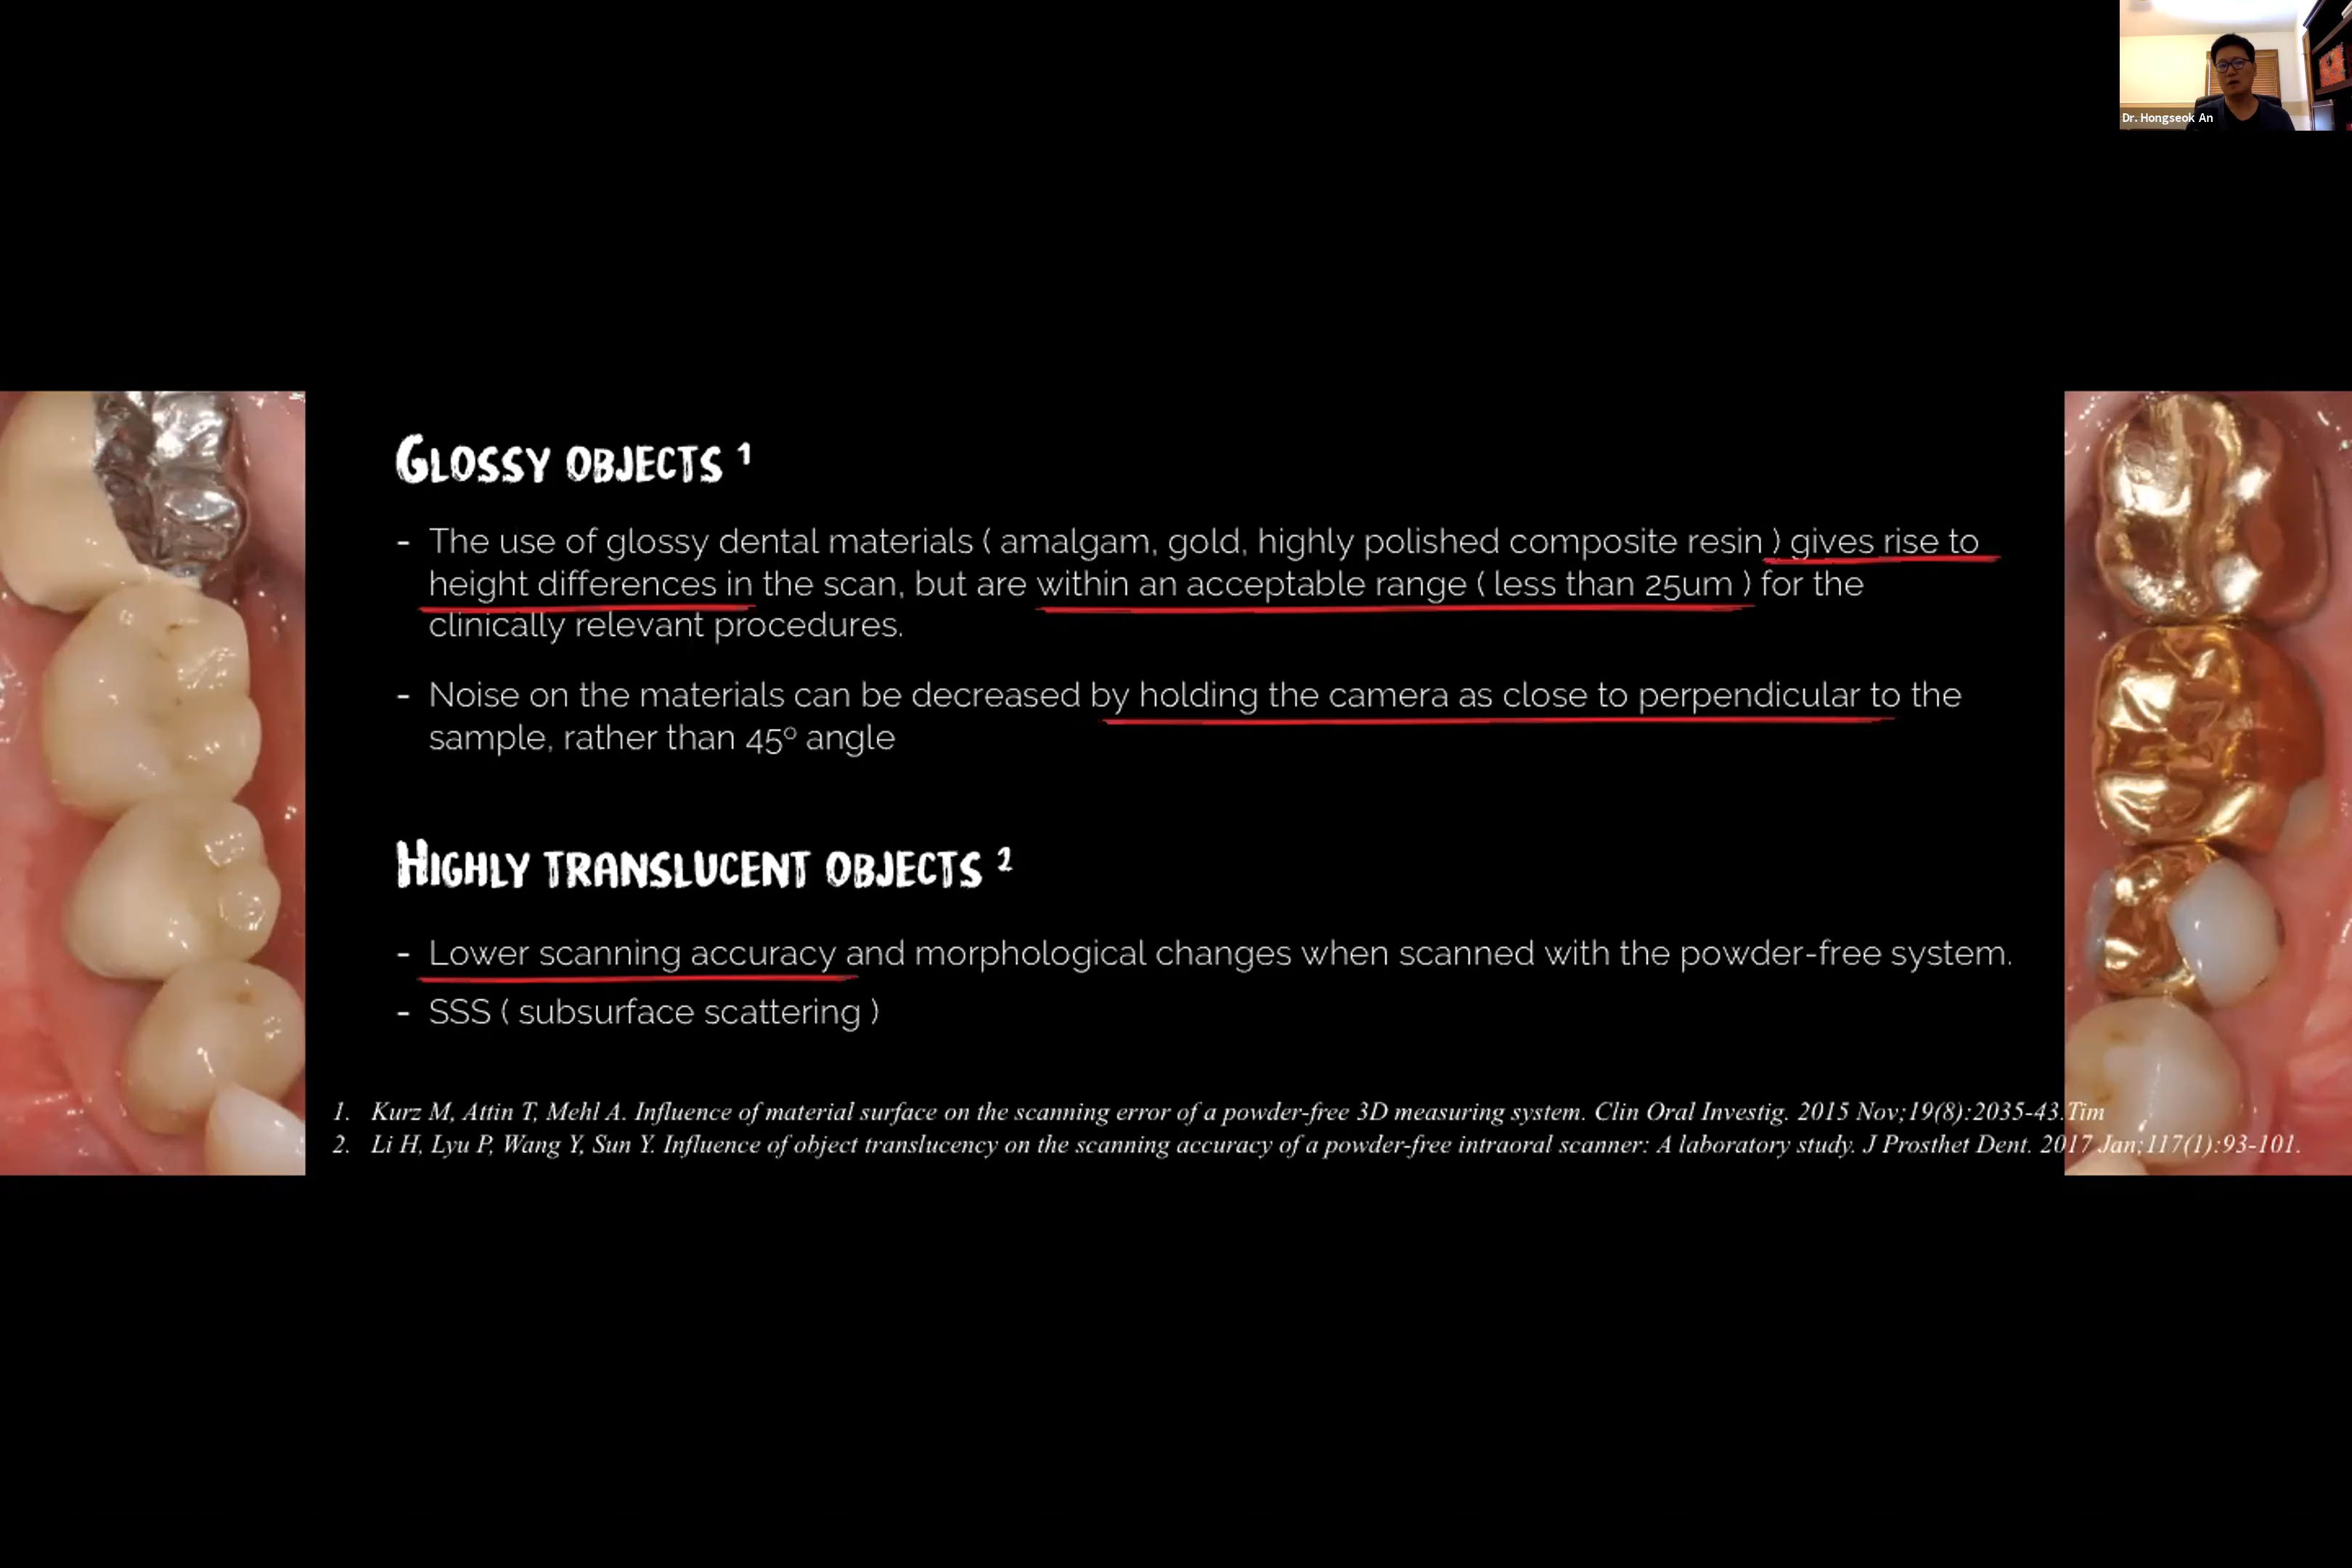 Dr. Hongseok An
GLOSSY OBJECTS 1
- The use of glossy dental materials ( amalgam, gold, highly polished composite resin ) gives rise to
height differences in the scan, but are within an acceptable range ( less than 25um ) for the
clinically relevant procedures.
- Noise on the materials can be decreased by holding the camera as close to perpendicular to the
sample, rather than 45º angle
HIGHLY TRANSLUCENT OBJECTS 2
- Lower scanning accuracy and morphological changes when scanned with the powder-free system.
- SSS ( subsurface scattering )
1. Kurz M, Attin T, Mehl A. Influence of material surface on the scanning error of a powder-free 3D measuring system. Clin Oral Investig. 2015 Nov;19(8):2035-43.Tim
2. Li H, Lyu P, Wang Y, Sun Y. Influence of object translucency on the scanning accuracy of a powder-free intraoral scanner: A laboratory study. J Prosthet Dent. 2017 Jan;117(1):93-101.